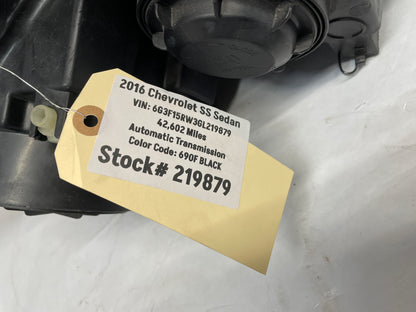 2016 Chevrolet SS Sedan
VIN: 6G3F15RW3GL219879
42,602 Miles
Automatic Transmission
Color Code: 690F BLACK
Stock# 219879